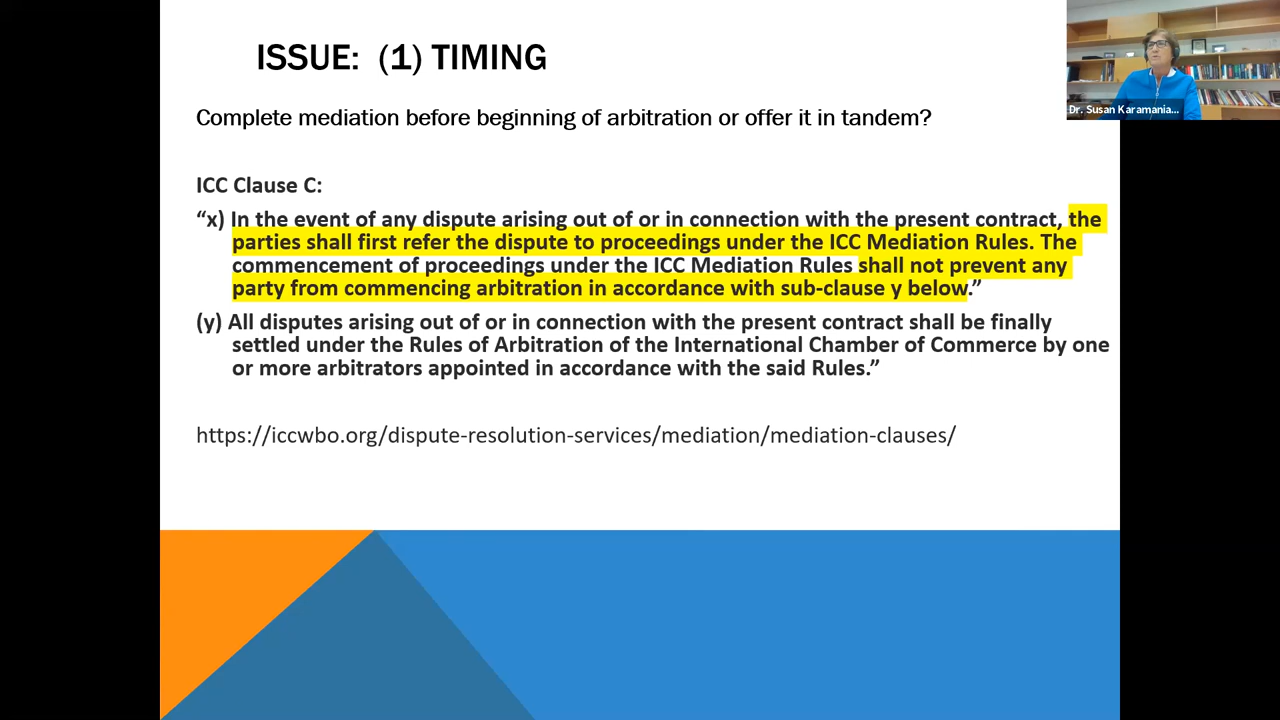 ISSUE: (1) TIMING
Dr. Susan Karamania...
Complete mediation before beginning of arbitration or offer it in tandem?
ICC Clause C:
“x) In the event of any dispute arising out of or in connection with the present contract, the
parties shall first refer the dispute to proceedings under the ICC Mediation Rules. The
commencement of proceedings under the ICC Mediation Rules shall not prevent any
party from commencing arbitration in accordance with sub-clause y below.”
(y) All disputes arising out of or in connection with the present contract shall be finally
settled under the Rules of Arbitration of the International Chamber of Commerce by one
or more arbitrators appointed in accordance with the said Rules.”
https://iccwbo.org/dispute-resolution-services/mediation/mediation-clauses/